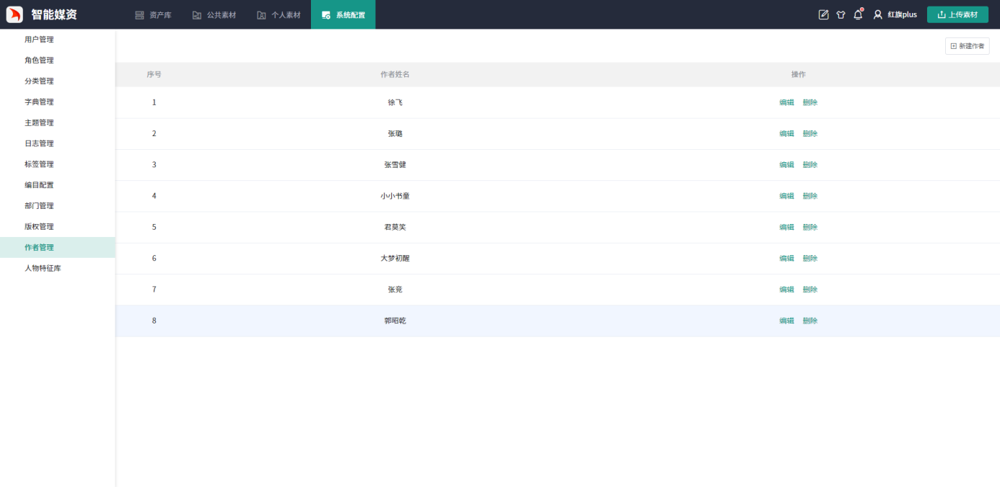 智能媒资 资产库 公共素材 个人素材 系统配置 红旗plus 上传素材
用户管理
角色管理
分类管理
字典管理
主题管理
日志管理
标签管理
编目配置
部门管理
版权管理
作者管理
人物特征库
新建作者
序号 作者姓名 操作
1 徐飞 编辑 删除
2 张璐 编辑 删除
3 张雪健 编辑 删除
4 小小书童 编辑 删除
5 君莫笑 编辑 删除
6 大梦初醒 编辑 删除
7 张竞 编辑 删除
8 郭昭乾 编辑 删除